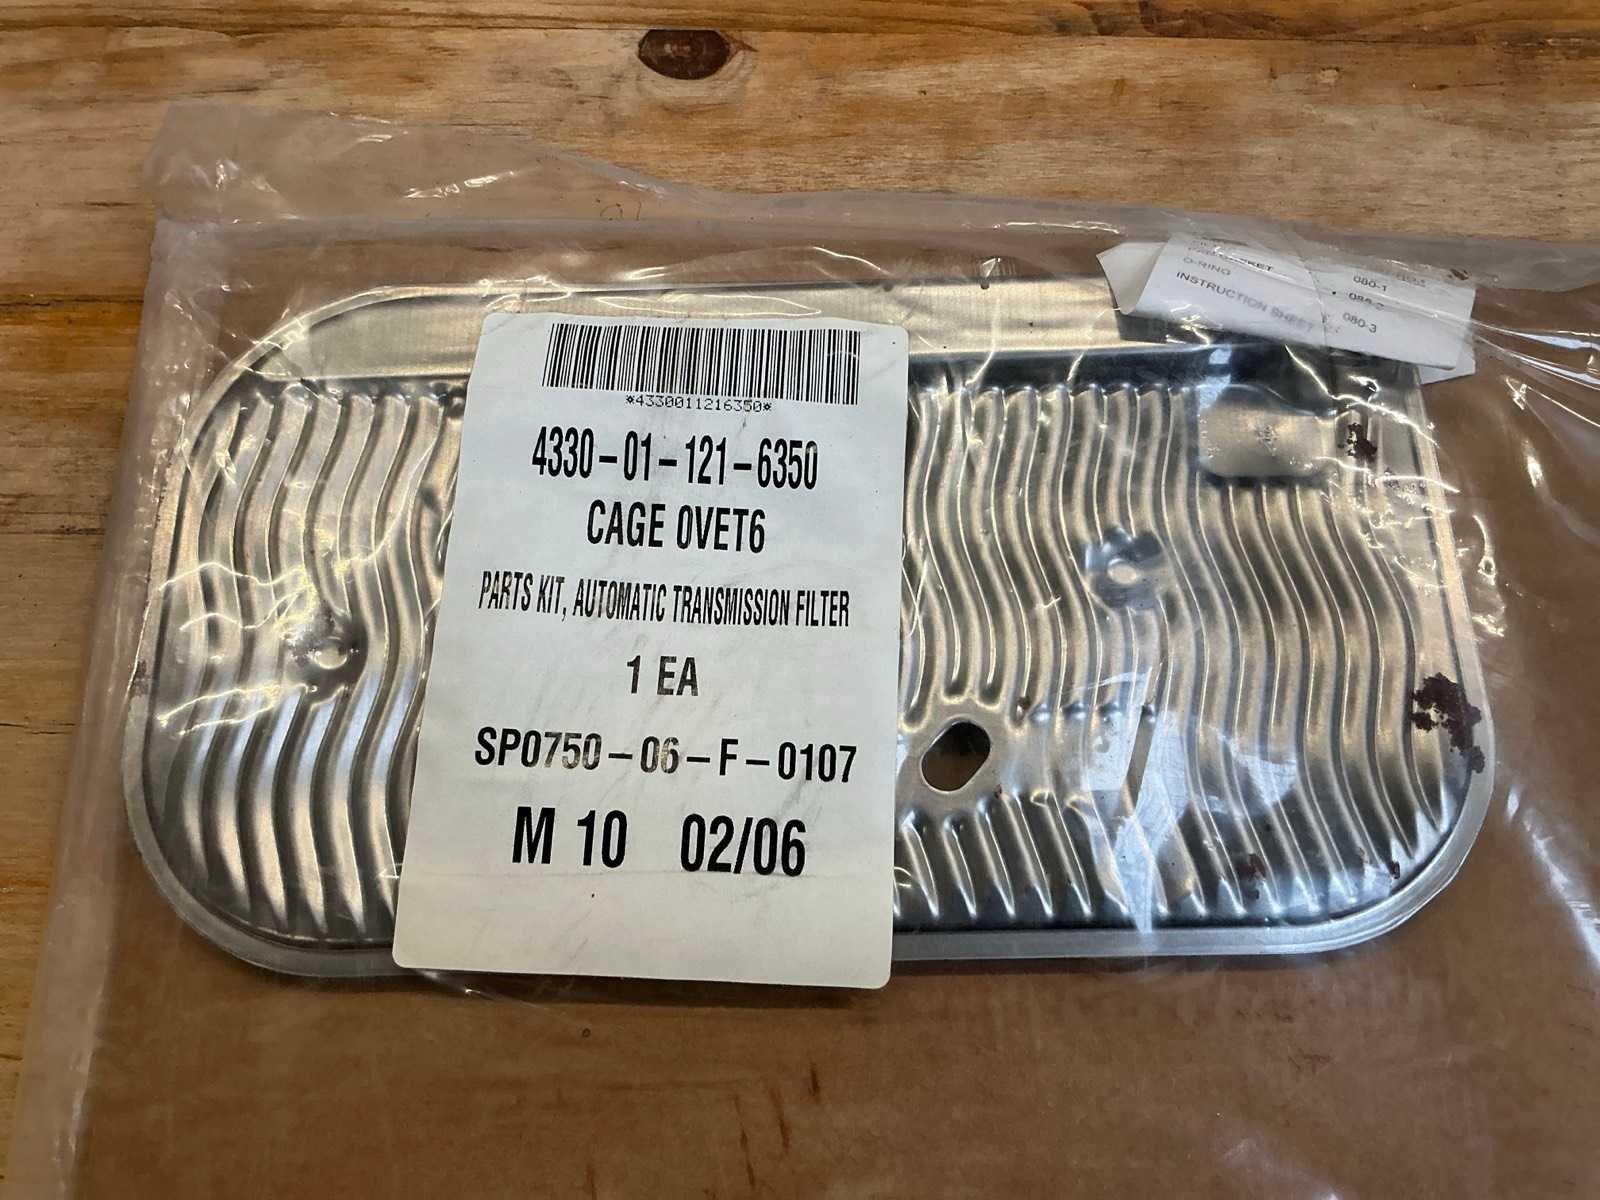 *4330011216350*
4330-01-121-6350
CAGE 0VET6
PARTS KIT, AUTOMATIC TRANSMISSION FILTER
1 EA
SP0750-06-F-0107
M 10 02/06
GASKET 080-1
O-RING
INSTRUCTION SHEET 080-3